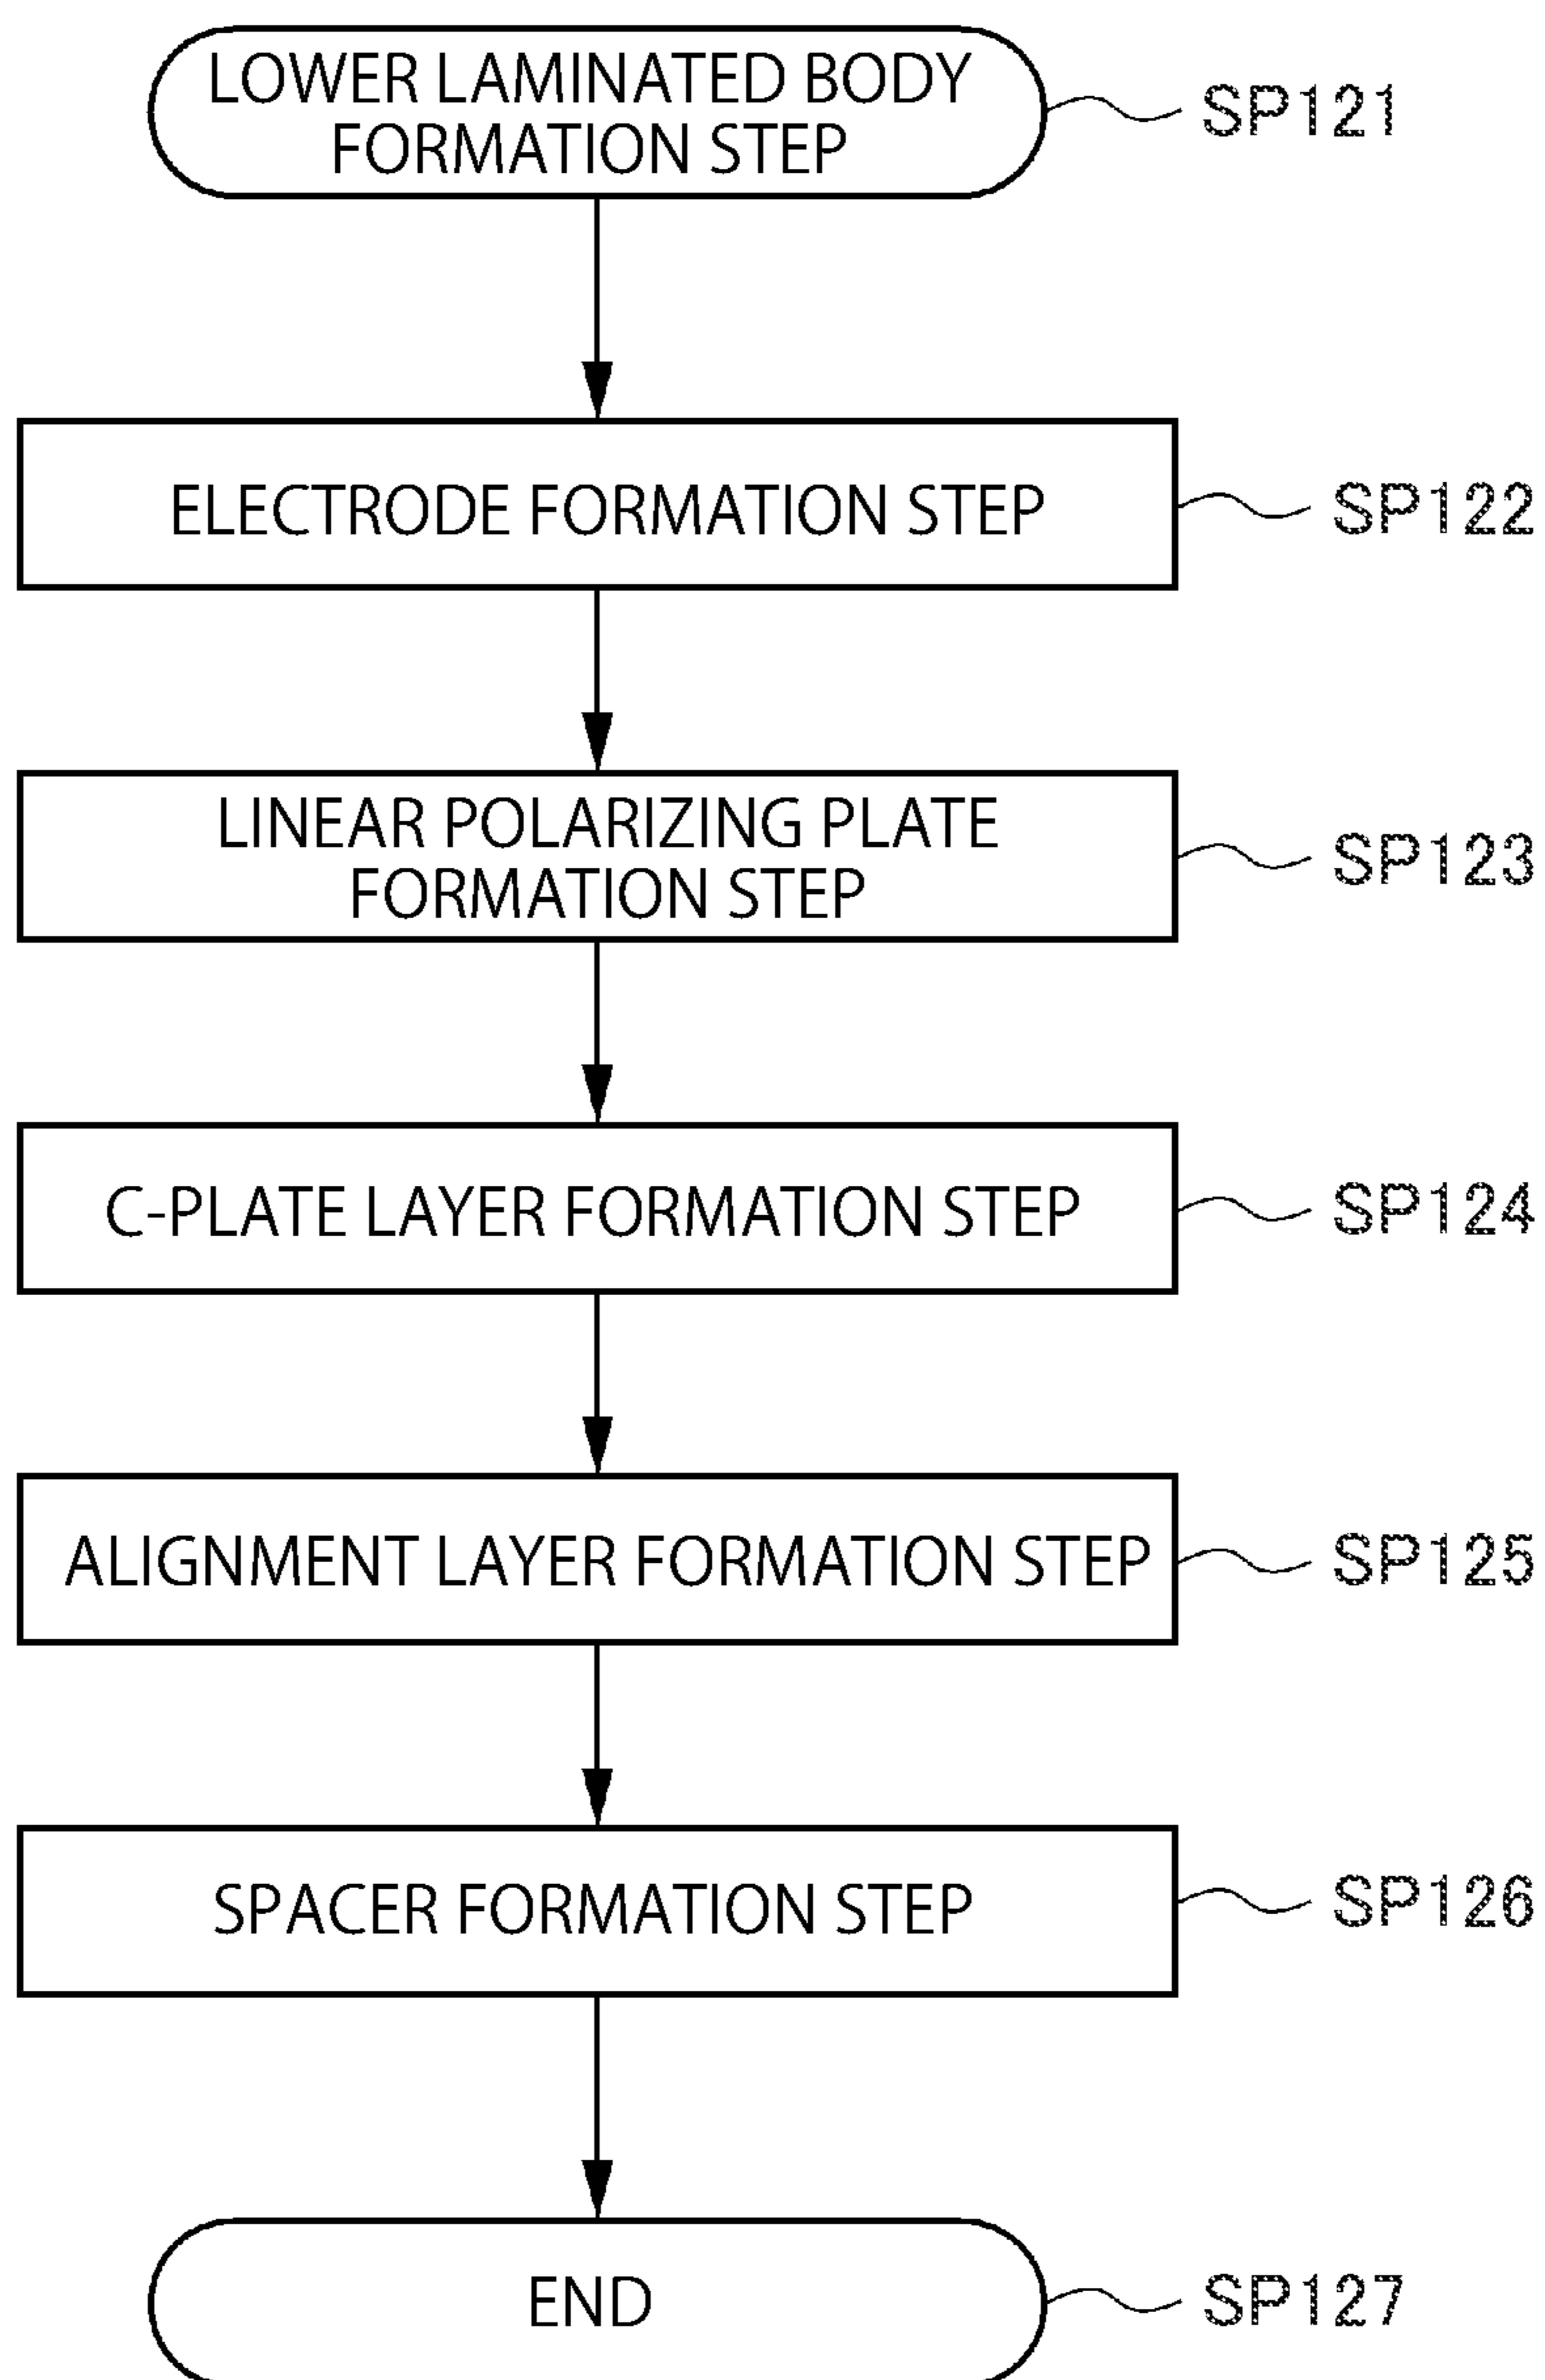 LOWER LAMINATED BODY
FORMATION STEP
SP121
ELECTRODE FORMATION STEP
SP122
LINEAR POLARIZING PLATE
FORMATION STEP
SP123
C-PLATE LAYER FORMATION STEP
SP124
ALIGNMENT LAYER FORMATION STEP
SP125
SPACER FORMATION STEP
SP126
END
SP127